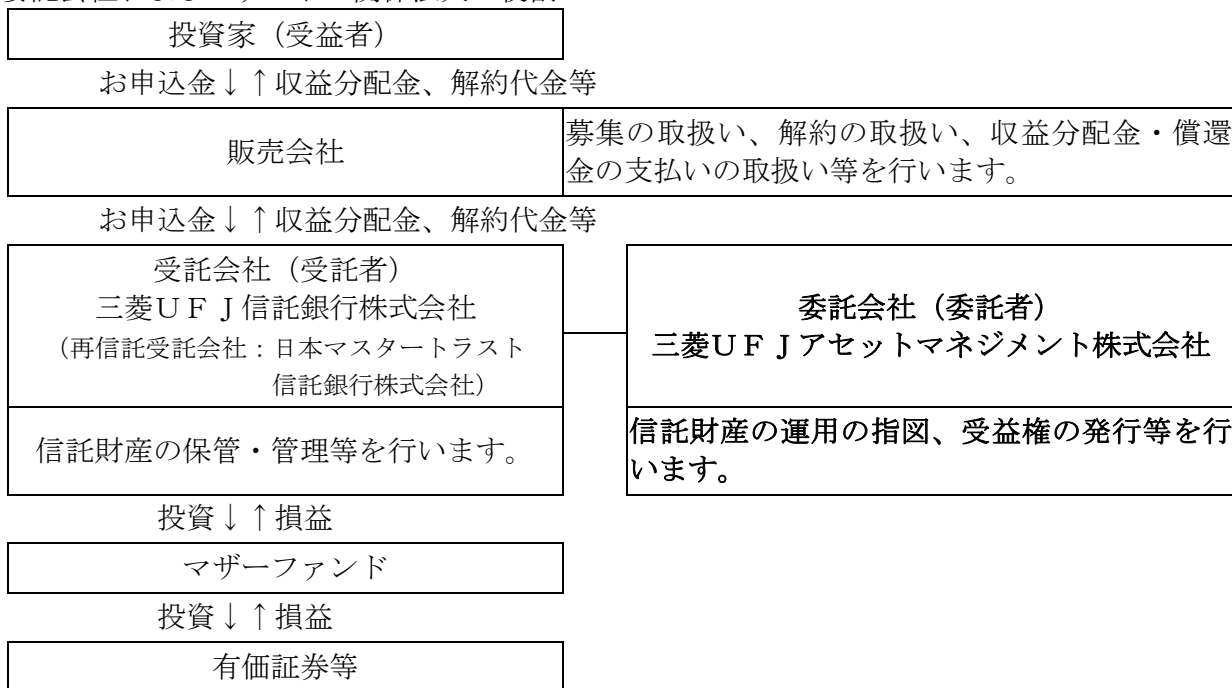 投資家（受益者）
お申込金↓↑収益分配金、解約代金等
販売会社
募集の取扱い、解約の取扱い、収益分配金・償還
金の支払いの取扱い等を行います。
お申込金↓↑収益分配金、解約代金等
受託会社（受託者）
三菱ＵＦＪ信託銀行株式会社
（再信託受託会社：日本マスタートラスト
信託銀行株式会社）
委託会社（委託者）
三菱ＵＦＪアセットマネジメント株式会社
信託財産の保管・管理等を行います。
信託財産の運用の指図、受益権の発行等を行
います。
投資↓↑損益
マザーファンド
投資↓↑損益
有価証券等